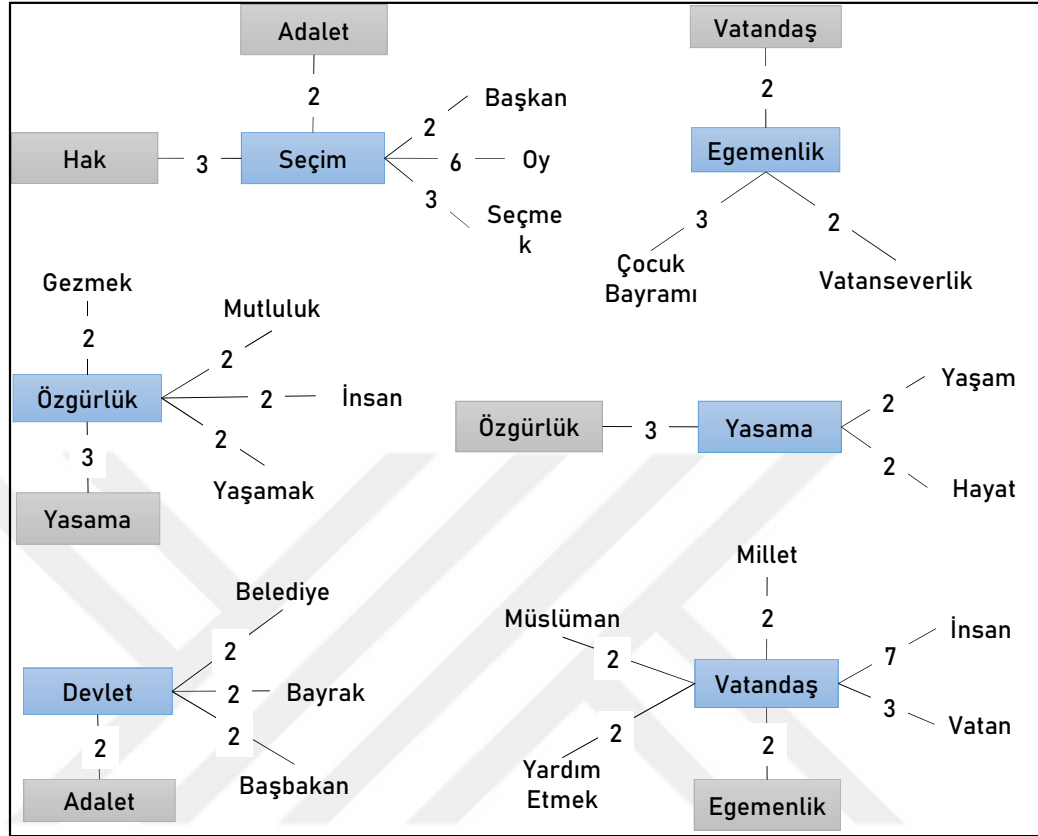 Adalet
2
Hak
3
Seçim
2
Başkan
6
Oy
3
Seçme
k
Vatandaş
2
Egemenlik
3
Çocuk
Bayramı
2
Vatanseverlik
Gezmek
2
Özgürlük
2
Mutluluk
2
İnsan
2
Yaşamak
3
Yasama
Özgürlük
3
Yasama
2
Yaşam
2
Hayat
Devlet
2
Belediye
2
Bayrak
2
Başbakan
2
Adalet
Millet
2
Müslüman
2
Vatandaş
7
İnsan
3
Vatan
2
Yardım
Etmek
2
Egemenlik